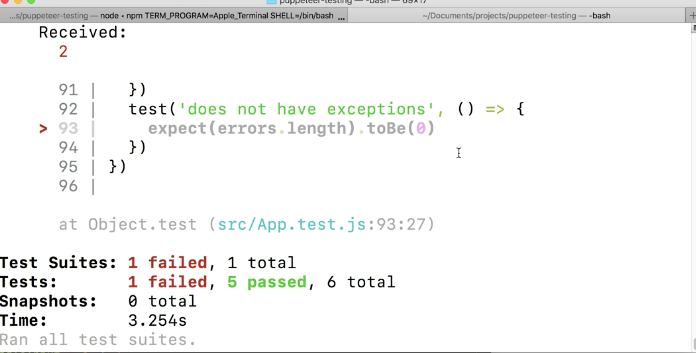 puppeteer-testing — -bash — 69×17
...s/puppeteer-testing — node • npm TERM_PROGRAM=Apple_Terminal SHELL=/bin/bash ...
~/Documents/projects/puppeteer-testing — -bash
+
Received:
2
91 | })
92 | test('does not have exceptions', () => {
> 93 | expect(errors.length).toBe(0)
94 | })
95 | })
96 |
at Object.test (src/App.test.js:93:27)
Test Suites: 1 failed, 1 total
Tests: 1 failed, 5 passed, 6 total
Snapshots: 0 total
Time: 3.254s
Ran all test suites.